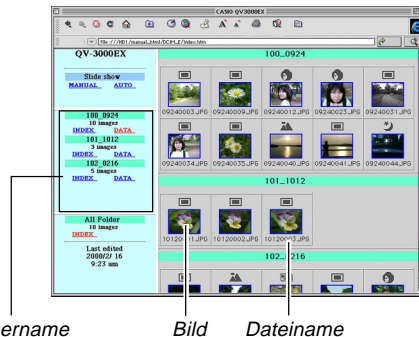 CASIO QV3000EX
file:///HD1/manual_html/DCIM_E/index.htm
QV-3000EX
Slide show
MANUAL AUTO
100_0924
10 images
INDEX DATA
101_1012
3 images
INDEX DATA
102_0216
5 images
INDEX DATA
All Folder
18 images
INDEX
Last edited
2000/2/ 16
9:23 am
100_0924
09240003.JPG 09240009.JPG 09240012.JPG 09240023.JPG 09240031.JPG
09240034.JPG 09240035.JPG 09240040.JPG 09240041.JPG 09240044.JPG
101_1012
10120001.JPG 10120002.JPG 10120003.JPG
102_0216
ername Bild Dateiname